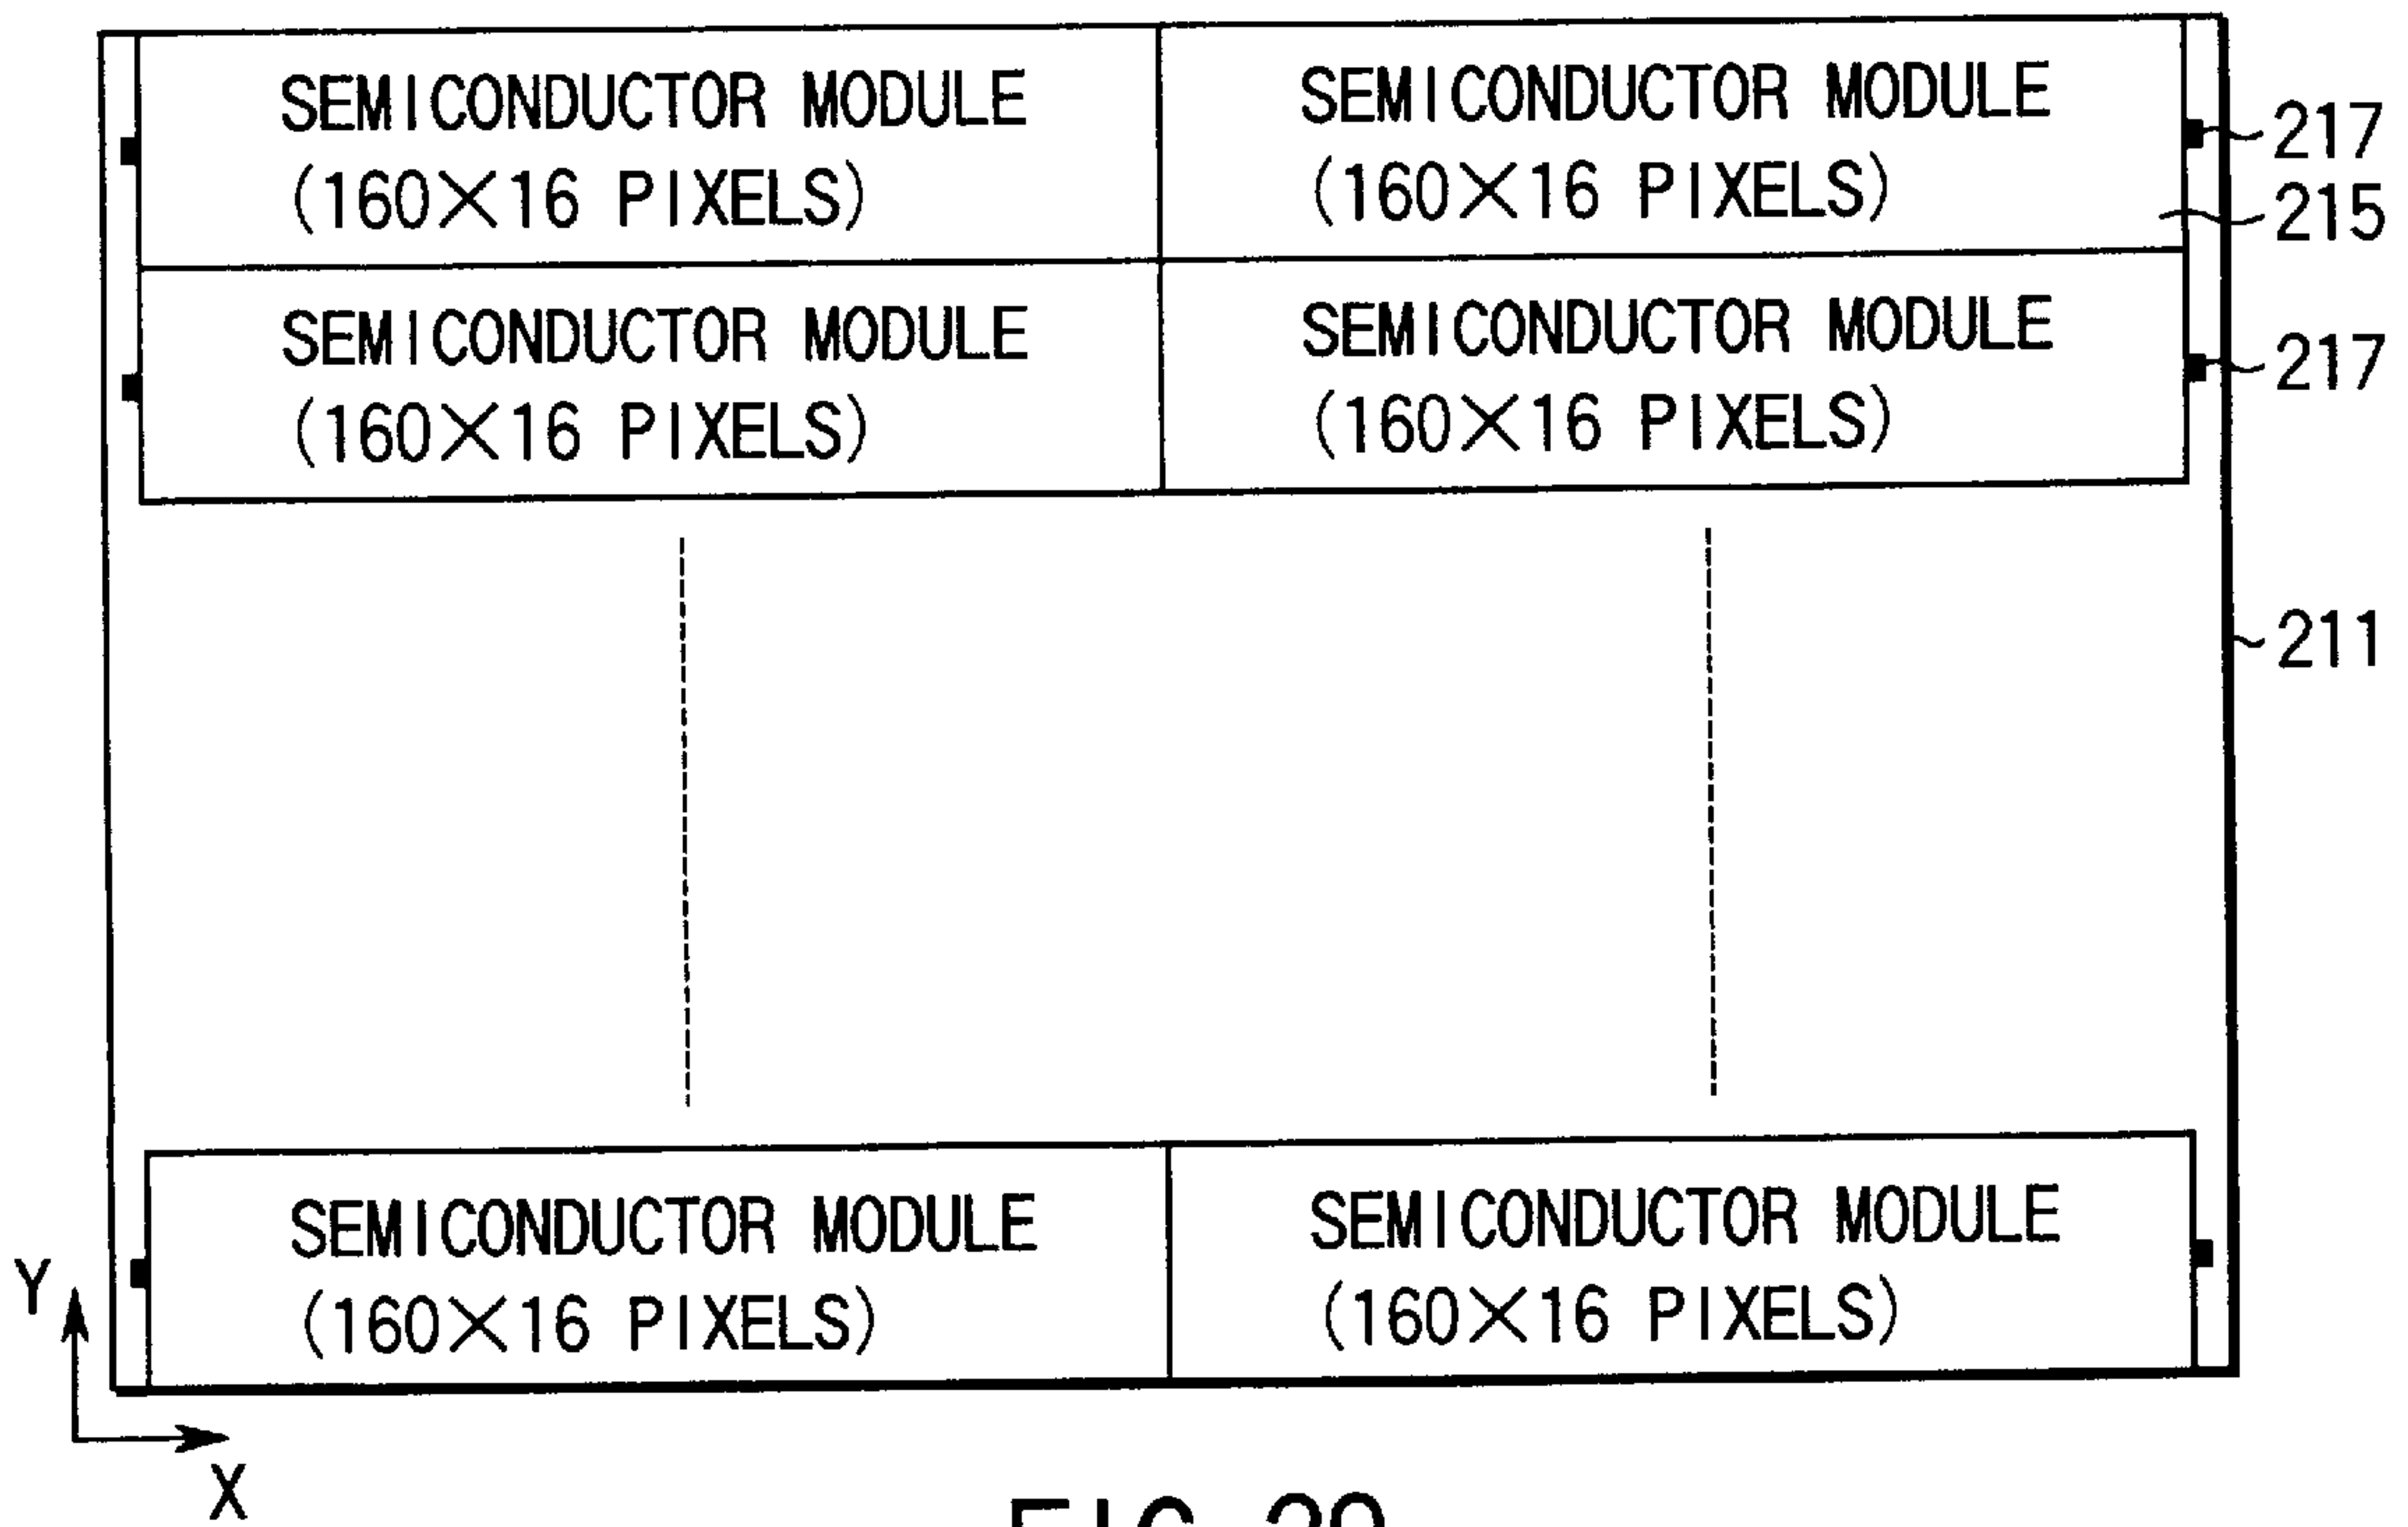 SEMICONDUCTOR MODULE SEMICONDUCTOR MODULE 217
(160×16 PIXELS) (160×16 PIXELS) 215
SEMICONDUCTOR MODULE SEMICONDUCTOR MODULE 217
(160×16 PIXELS) (160×16 PIXELS)
211
SEMICONDUCTOR MODULE SEMICONDUCTOR MODULE
(160×16 PIXELS) (160×16 PIXELS)
Y
X
FIG.